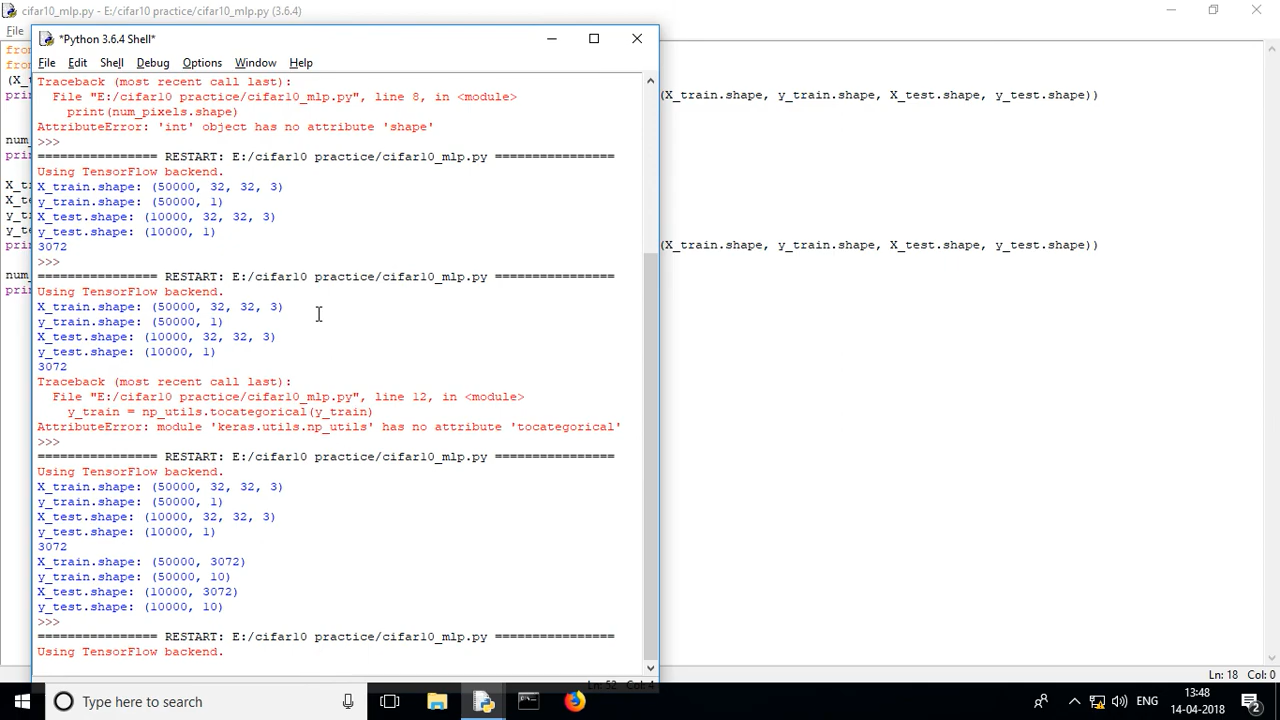 cifar10_mlp.py - E:/cifar10 practice/cifar10_mlp.py (3.6.4)
File
*Python 3.6.4 Shell*
File Edit Shell Debug Options Window Help
Traceback (most recent call last):
File "E:/cifar10 practice/cifar10_mlp.py", line 8, in <module>
print(num_pixels.shape)
AttributeError: 'int' object has no attribute 'shape'
>>>
================ RESTART: E:/cifar10 practice/cifar10_mlp.py ================
Using TensorFlow backend.
X_train.shape: (50000, 32, 32, 3)
y_train.shape: (50000, 1)
X_test.shape: (10000, 32, 32, 3)
y_test.shape: (10000, 1)
3072
>>>
================ RESTART: E:/cifar10 practice/cifar10_mlp.py ================
Using TensorFlow backend.
X_train.shape: (50000, 32, 32, 3)
y_train.shape: (50000, 1)
X_test.shape: (10000, 32, 32, 3)
y_test.shape: (10000, 1)
3072
Traceback (most recent call last):
File "E:/cifar10 practice/cifar10_mlp.py", line 12, in <module>
y_train = np_utils.tocategorical(y_train)
AttributeError: module 'keras.utils.np_utils' has no attribute 'tocategorical'
>>>
================ RESTART: E:/cifar10 practice/cifar10_mlp.py ================
Using TensorFlow backend.
X_train.shape: (50000, 32, 32, 3)
y_train.shape: (50000, 1)
X_test.shape: (10000, 32, 32, 3)
y_test.shape: (10000, 1)
3072
X_train.shape: (50000, 3072)
y_train.shape: (50000, 10)
X_test.shape: (10000, 3072)
y_test.shape: (10000, 10)
>>>
================ RESTART: E:/cifar10 practice/cifar10_mlp.py ================
Using TensorFlow backend.
Ln: 52 Col: 4
(X_train.shape, y_train.shape, X_test.shape, y_test.shape))
(X_train.shape, y_train.shape, X_test.shape, y_test.shape))
Ln: 18 Col: 0
Type here to search
ENG
13:48
14-04-2018
2